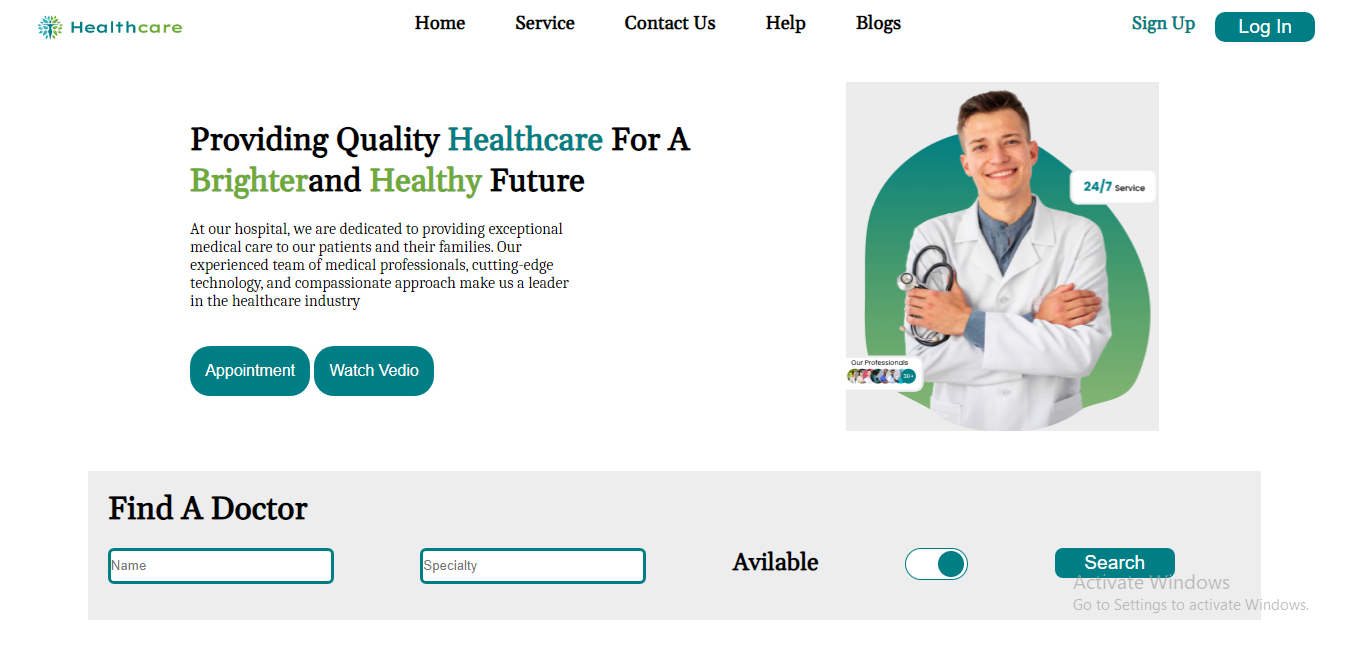 Healthcare
Home Service Contact Us Help Blogs
Sign Up Log In
Providing Quality Healthcare For A
Brighterand Healthy Future
At our hospital, we are dedicated to providing exceptional
medical care to our patients and their families. Our
experienced team of medical professionals, cutting-edge
technology, and compassionate approach make us a leader
in the healthcare industry
Appointment Watch Vedio
24/7 Service
Our Professionals
30+
Find A Doctor
Name Specialty Avilable Search
Activate Windows
Go to Settings to activate Windows.